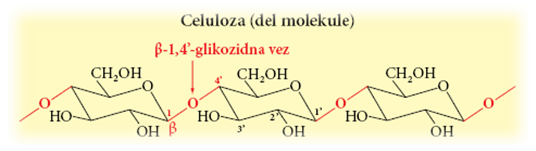 Celuloza (del molekule)
β-1,4'-glikozidna vez
CH₂OH CH₂OH CH₂OH
O 4' O O
O 1 O 1' O O
HO HO 2' HO
β 3'
OH OH OH